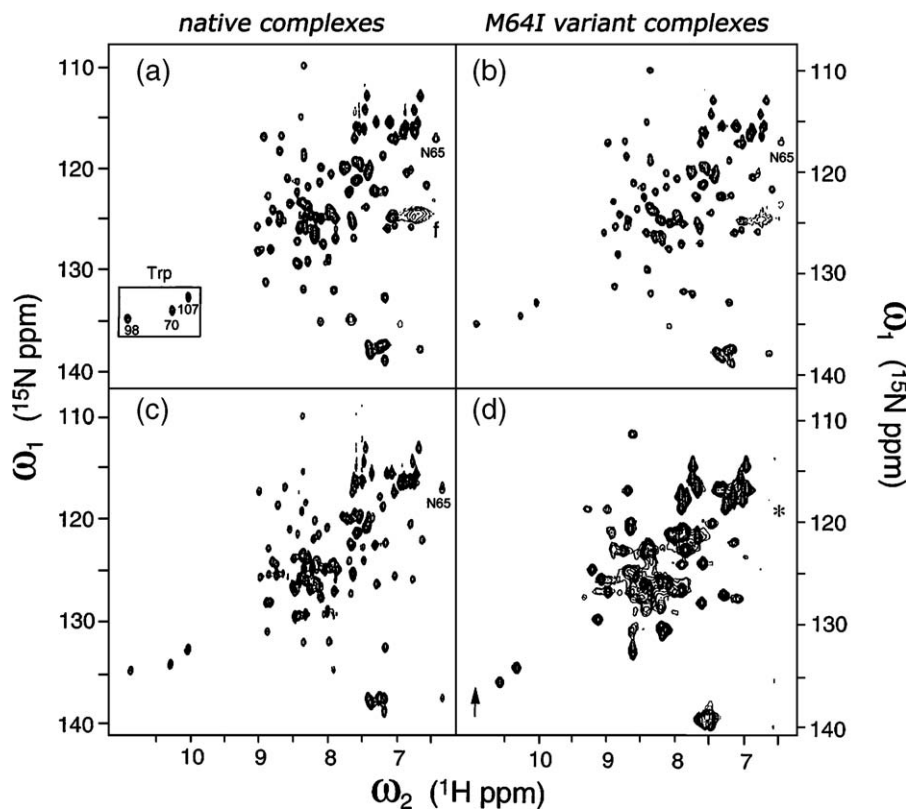 native complexes
M64I variant complexes
(a)
(b)
110
120
130
140
110
120
130
140
N65
N65
f
Trp
98
70
107
(c)
(d)
110
120
130
140
110
120
130
140
N65
*
10
9
8
7
10
9
8
7
ω1 (15N ppm)
ω1 (15N ppm)
ω2 (1H ppm)